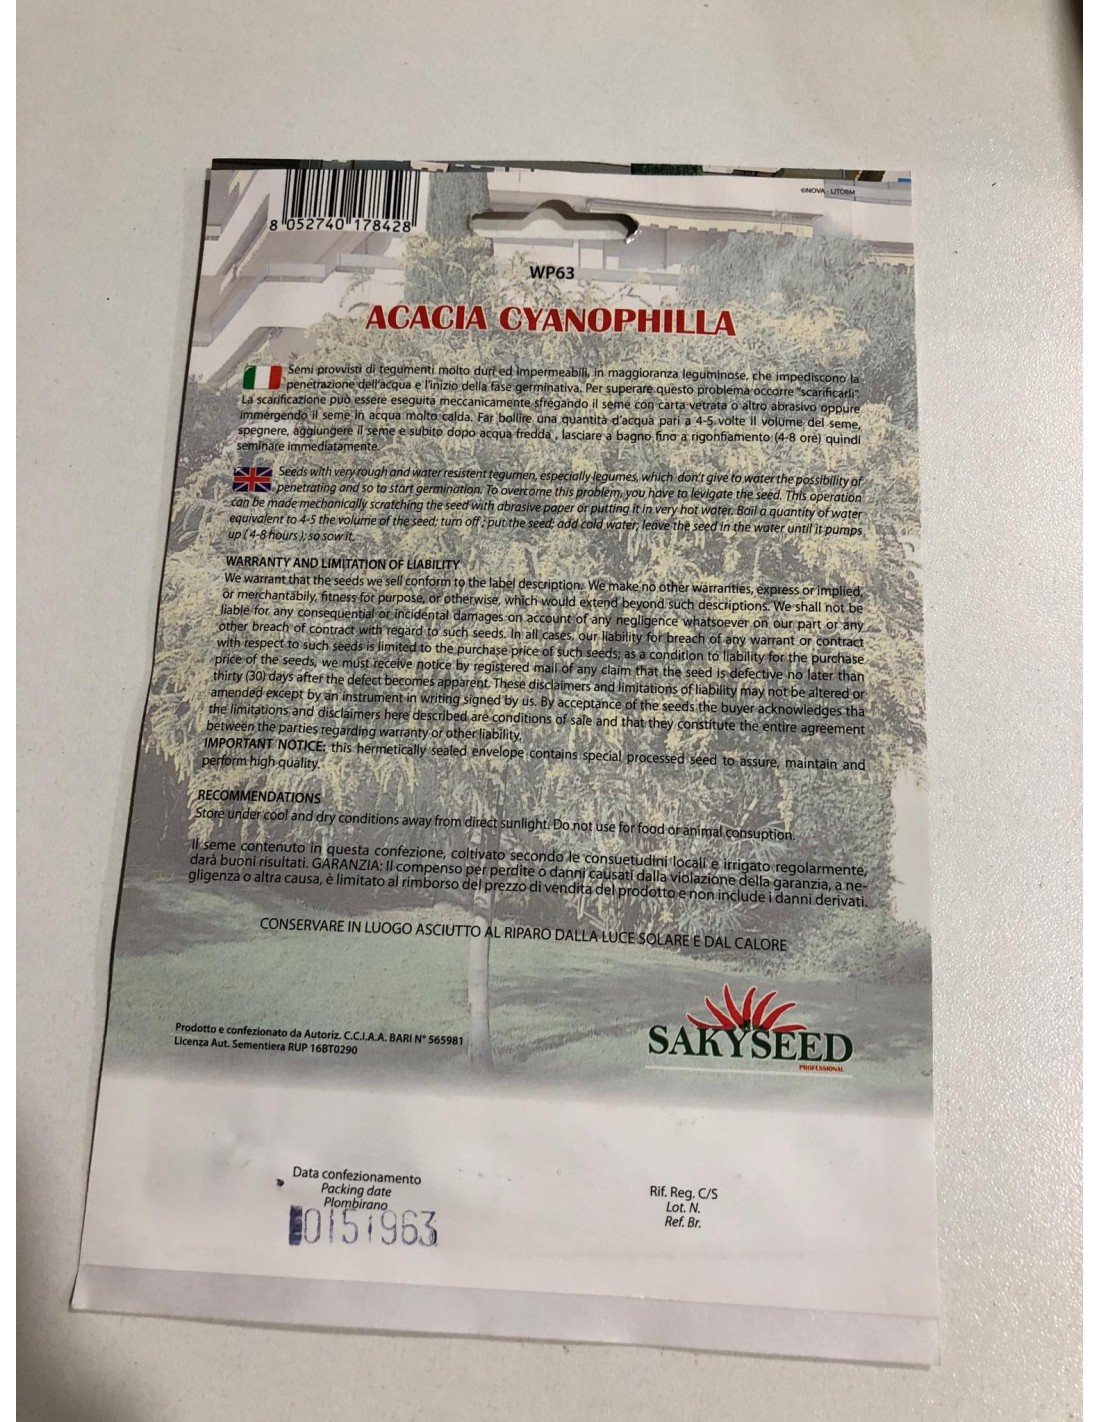 ©NOVA - LITOBM
8 052740 178428
WP63
ACACIA CYANOPHILLA
Semi provvisti di tegumenti molto duri ed impermeabili, in maggioranza leguminose, che impediscono la
penetrazione dell'acqua e l'inizio della fase germinativa. Per superare questo problema occorre "scarificarli".
La scarificazione può essere eseguita meccanicamente sfregando il seme con carta vetrata o altro abrasivo oppure
immergendo il seme in acqua molto calda. Far bollire una quantità d'acqua pari a 4-5 volte il volume del seme,
spegnere, aggiungere il seme e subito dopo acqua fredda , lasciare a bagno fino a rigonfiamento (4-8 ore) quindi
seminare immediatamente.
Seeds with very rough and water resistent tegumen, especially legumes, which don't give to water the possibility of
penetrating and so to start germination. To overcome this problem, you have to levigate the seed. This operation
can be made mechanically scratching the seed with abrasive paper or putting it in very hot water. Boil a quantity of water
equivalent to 4-5 the volume of the seed; turn off ; put the seed; add cold water; leave the seed in the water until it pumps
up ( 4-8 hours ); so sow it.
WARRANTY AND LIMITATION OF LIABILITY
We warrant that the seeds we sell conform to the label description. We make no other warranties, express or implied,
or merchantabily, fitness for purpose, or otherwise, which would extend beyond such descriptions. We shall not be
liable for any consequential or incidental damages on account of any negligence whatsoever on our part or any
other breach of contract with regard to such seeds. In all cases, our liability for breach of any warrant or contract
with respect to such seeds is limited to the purchase price of such seeds; as a condition to liability for the purchase
price of the seeds, we must receive notice by registered mail of any claim that the seed is defective no later than
thirty (30) days after the defect becomes apparent. These disclaimers and limitations of liability may not be altered or
amended except by an instrument in writing signed by us. By acceptance of the seeds the buyer acknowledges tha
the limitations and disclaimers here described are conditions of sale and that they constitute the entire agreement
between the parties regarding warranty or other liability.
IMPORTANT NOTICE: this hermetically sealed envelope contains special processed seed to assure, maintain and
perform high quality.
RECOMMENDATIONS
Store under cool and dry conditions away from direct sunlight. Do not use for food or animal consuption.
Il seme contenuto in questa confezione, coltivato secondo le consuetudini locali e irrigato regolarmente,
darà buoni risultati. GARANZIA: Il compenso per perdite o danni causati dalla violazione della garanzia, a ne-
gligenza o altra causa, è limitato al rimborso del prezzo di vendita del prodotto e non include i danni derivati.
CONSERVARE IN LUOGO ASCIUTTO AL RIPARO DALLA LUCE SOLARE E DAL CALORE
SAKYSEED
PROFESSIONAL
Prodotto e confezionato da Autoriz. C.C.I.A.A. BARI N° 565981
Licenza Aut. Sementiera RUP 16BT0290
Data confezionamento
Packing date
Plombirano
0151963
Rif. Reg. C/S
Lot. N.
Ref. Br.